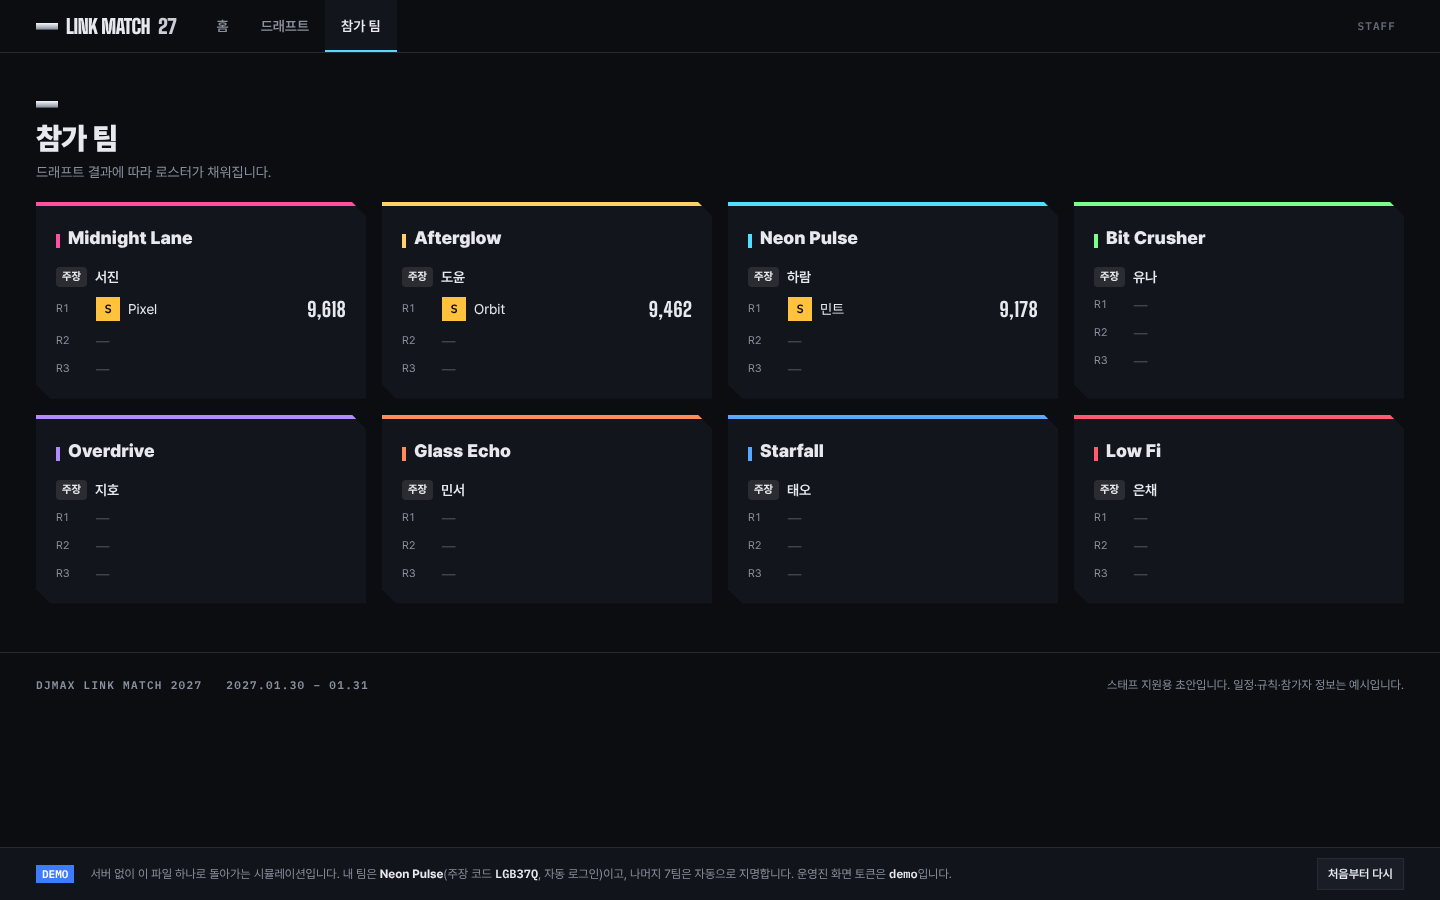 LINK MATCH 27 홈 드래프트 참가 팀 STAFF
참가 팀
드래프트 결과에 따라 로스터가 채워집니다.
Midnight Lane
주장 서진
R1 S Pixel 9,618
R2 —
R3 —
Afterglow
주장 도윤
R1 S Orbit 9,462
R2 —
R3 —
Neon Pulse
주장 하람
R1 S 민트 9,178
R2 —
R3 —
Bit Crusher
주장 유나
R1 —
R2 —
R3 —
Overdrive
주장 지호
R1 —
R2 —
R3 —
Glass Echo
주장 민서
R1 —
R2 —
R3 —
Starfall
주장 태오
R1 —
R2 —
R3 —
Low Fi
주장 은채
R1 —
R2 —
R3 —
DJMAX LINK MATCH 2027 2027.01.30 – 01.31 스태프 지원용 초안입니다. 일정·규칙·참가자 정보는 예시입니다.
DEMO 서버 없이 이 파일 하나로 돌아가는 시뮬레이션입니다. 내 팀은 Neon Pulse(주장 코드 LGB37Q, 자동 로그인)이고, 나머지 7팀은 자동으로 지명합니다. 운영진 화면 토큰은 demo입니다. 처음부터 다시